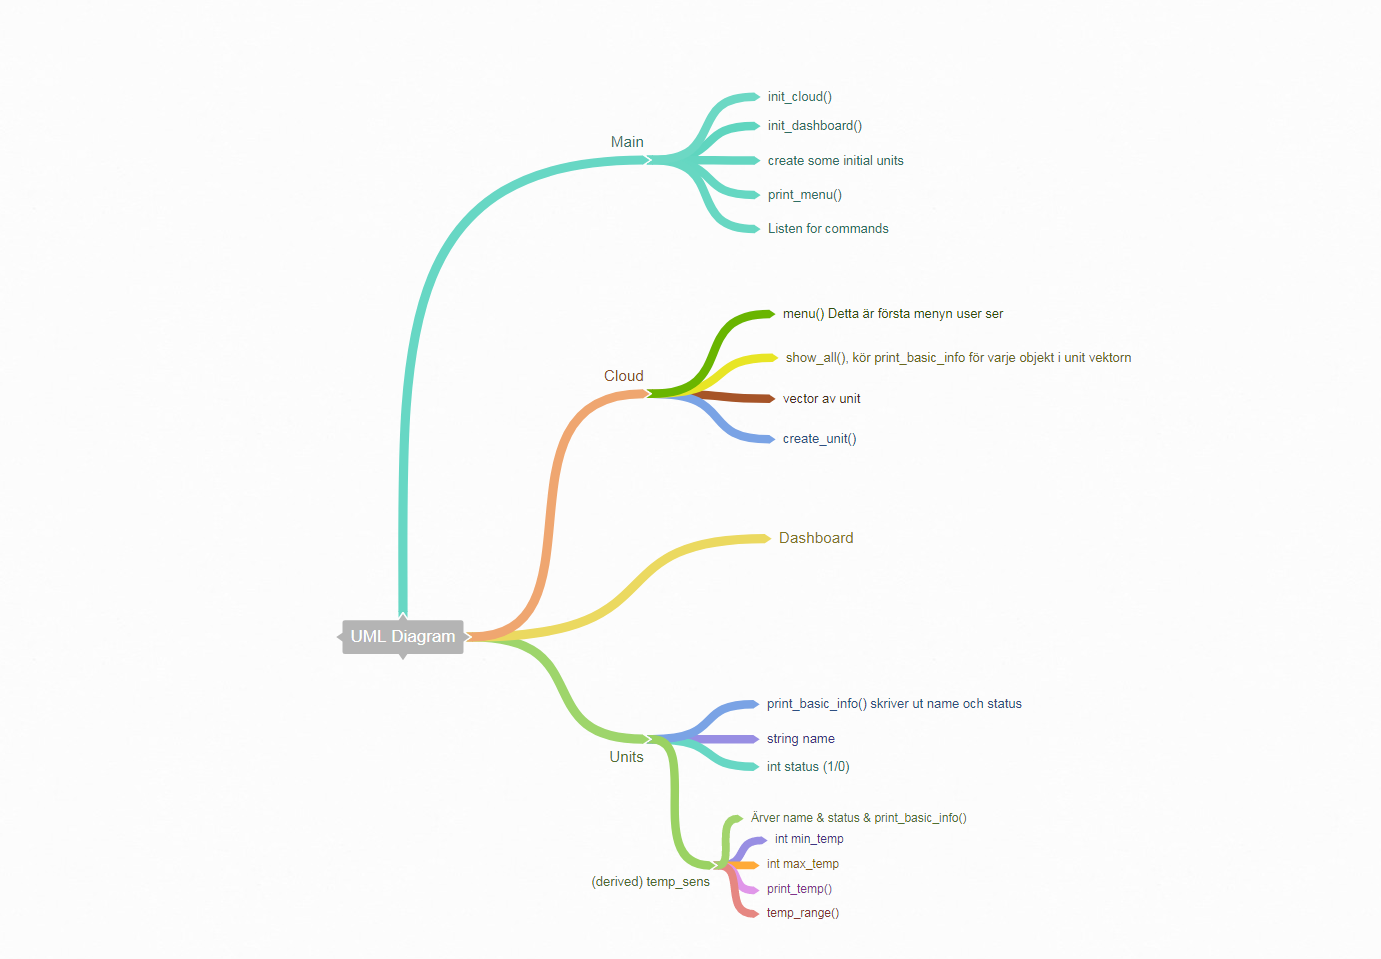 Main
init_cloud()
init_dashboard()
create some initial units
print_menu()
Listen for commands
Cloud
menu() Detta är första menyn user ser
show_all(), kör print_basic_info för varje objekt i unit vektorn
vector av unit
create_unit()
Dashboard
UML Diagram
Units
print_basic_info() skriver ut name och status
string name
int status (1/0)
(derived) temp_sens
Ärver name & status & print_basic_info()
int min_temp
int max_temp
print_temp()
temp_range()